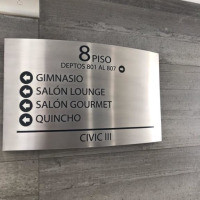 8 PISO
DEPTOS 801 AL 807
GIMNASIO
SALÓN LOUNGE
SALÓN GOURMET
QUINCHO
CIVIC III